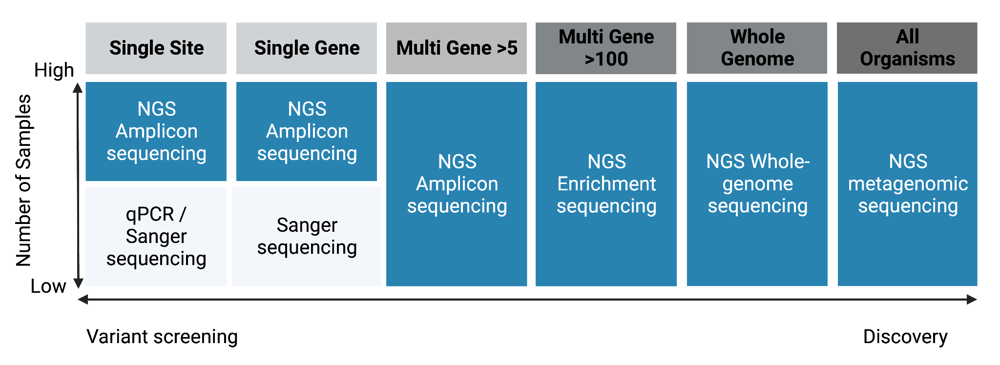 Single Site
Single Gene
Multi Gene >5
Multi Gene
>100
Whole
Genome
All
Organisms
High
Number of Samples
Low
NGS
Amplicon
sequencing
NGS
Amplicon
sequencing
qPCR /
Sanger
sequencing
Sanger
sequencing
NGS
Amplicon
sequencing
NGS
Enrichment
sequencing
NGS Whole-
genome
sequencing
NGS
metagenomic
sequencing
Variant screening
Discovery